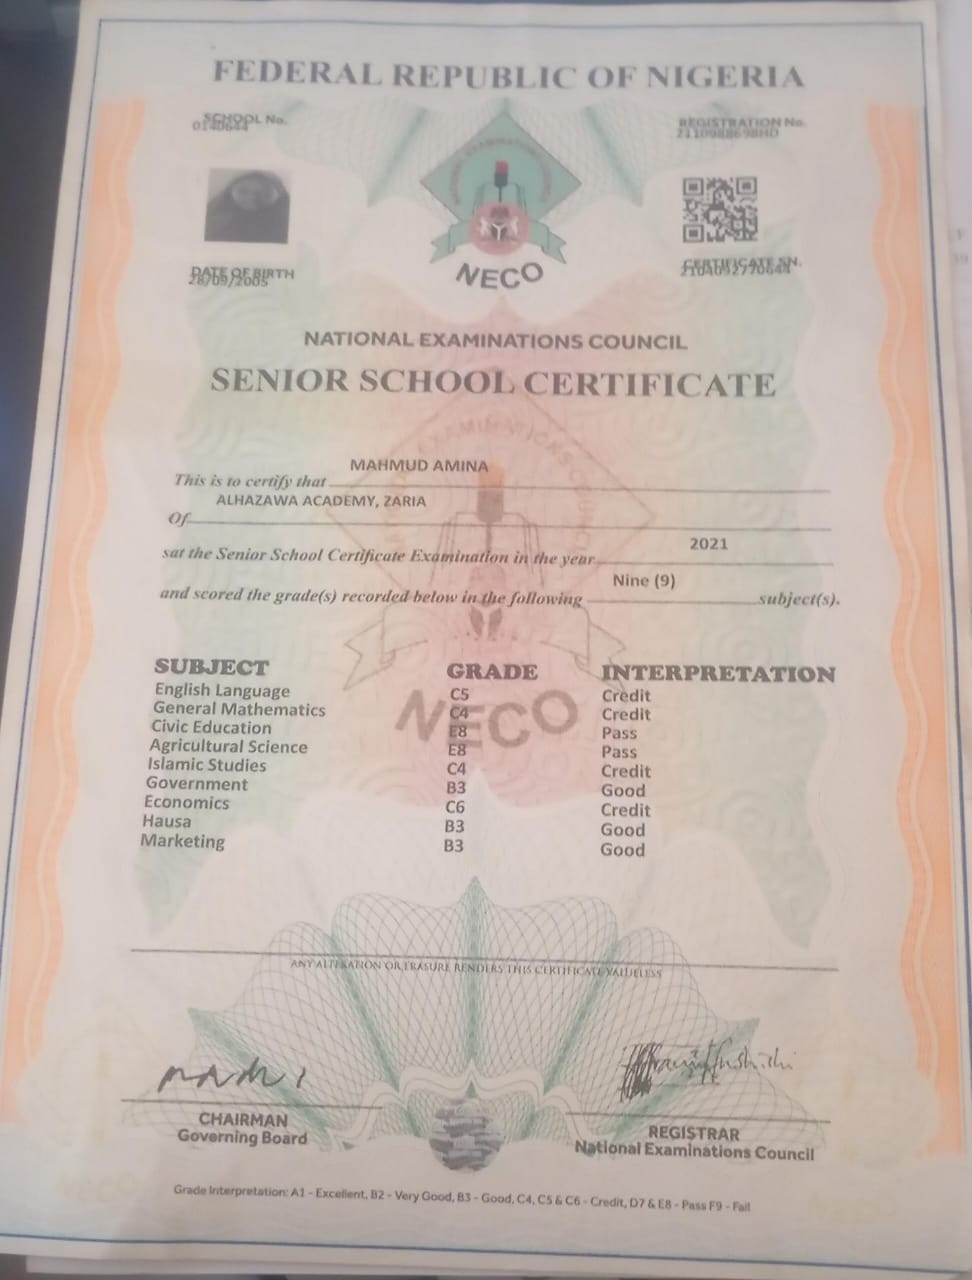 FEDERAL REPUBLIC OF NIGERIA
SCHOOL No.
0140644
REGISTRATION No.
DATE OF BIRTH
28/09/2005
CERTIFICATE SN.
NECO
NATIONAL EXAMINATIONS COUNCIL
SENIOR SCHOOL CERTIFICATE
This is to certify that MAHMUD AMINA
Of ALHAZAWA ACADEMY, ZARIA
sat the Senior School Certificate Examination in the year 2021
and scored the grade(s) recorded below in the following Nine (9) subject(s).
SUBJECT GRADE INTERPRETATION
English Language C5 Credit
General Mathematics C4 Credit
Civic Education E8 Pass
Agricultural Science E8 Pass
Islamic Studies C4 Credit
Government B3 Good
Economics C6 Credit
Hausa B3 Good
Marketing B3 Good
NECO
ANY ALTERATION OR ERASURE RENDERS THIS CERTIFICATE VALUELESS
CHAIRMAN
Governing Board
REGISTRAR
National Examinations Council
Grade Interpretation: A1 - Excellent, B2 - Very Good, B3 - Good, C4, C5 & C6 - Credit, D7 & E8 - Pass F9 - Fail